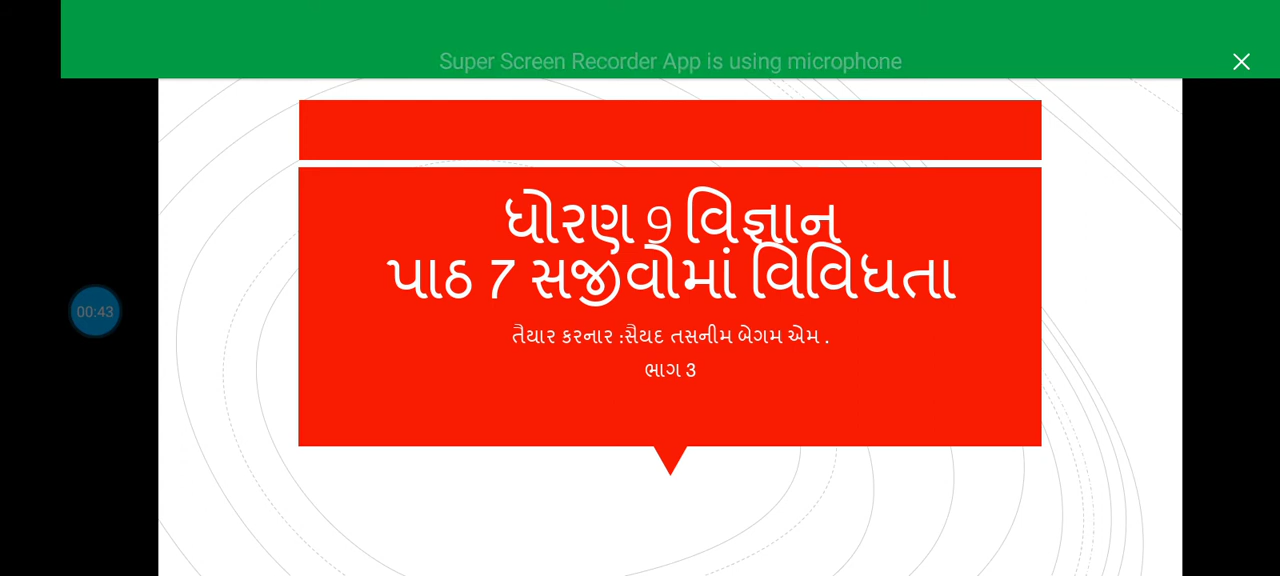 Super Screen Recorder App is using microphone
ધોરણ 9 વિજ્ઞાન
પાઠ 7 સજીવોમાં વિવિધતા
00:43
તૈયાર કરનાર :સૈયદ તસનીમ બેગમ એમ .
ભાગ 3